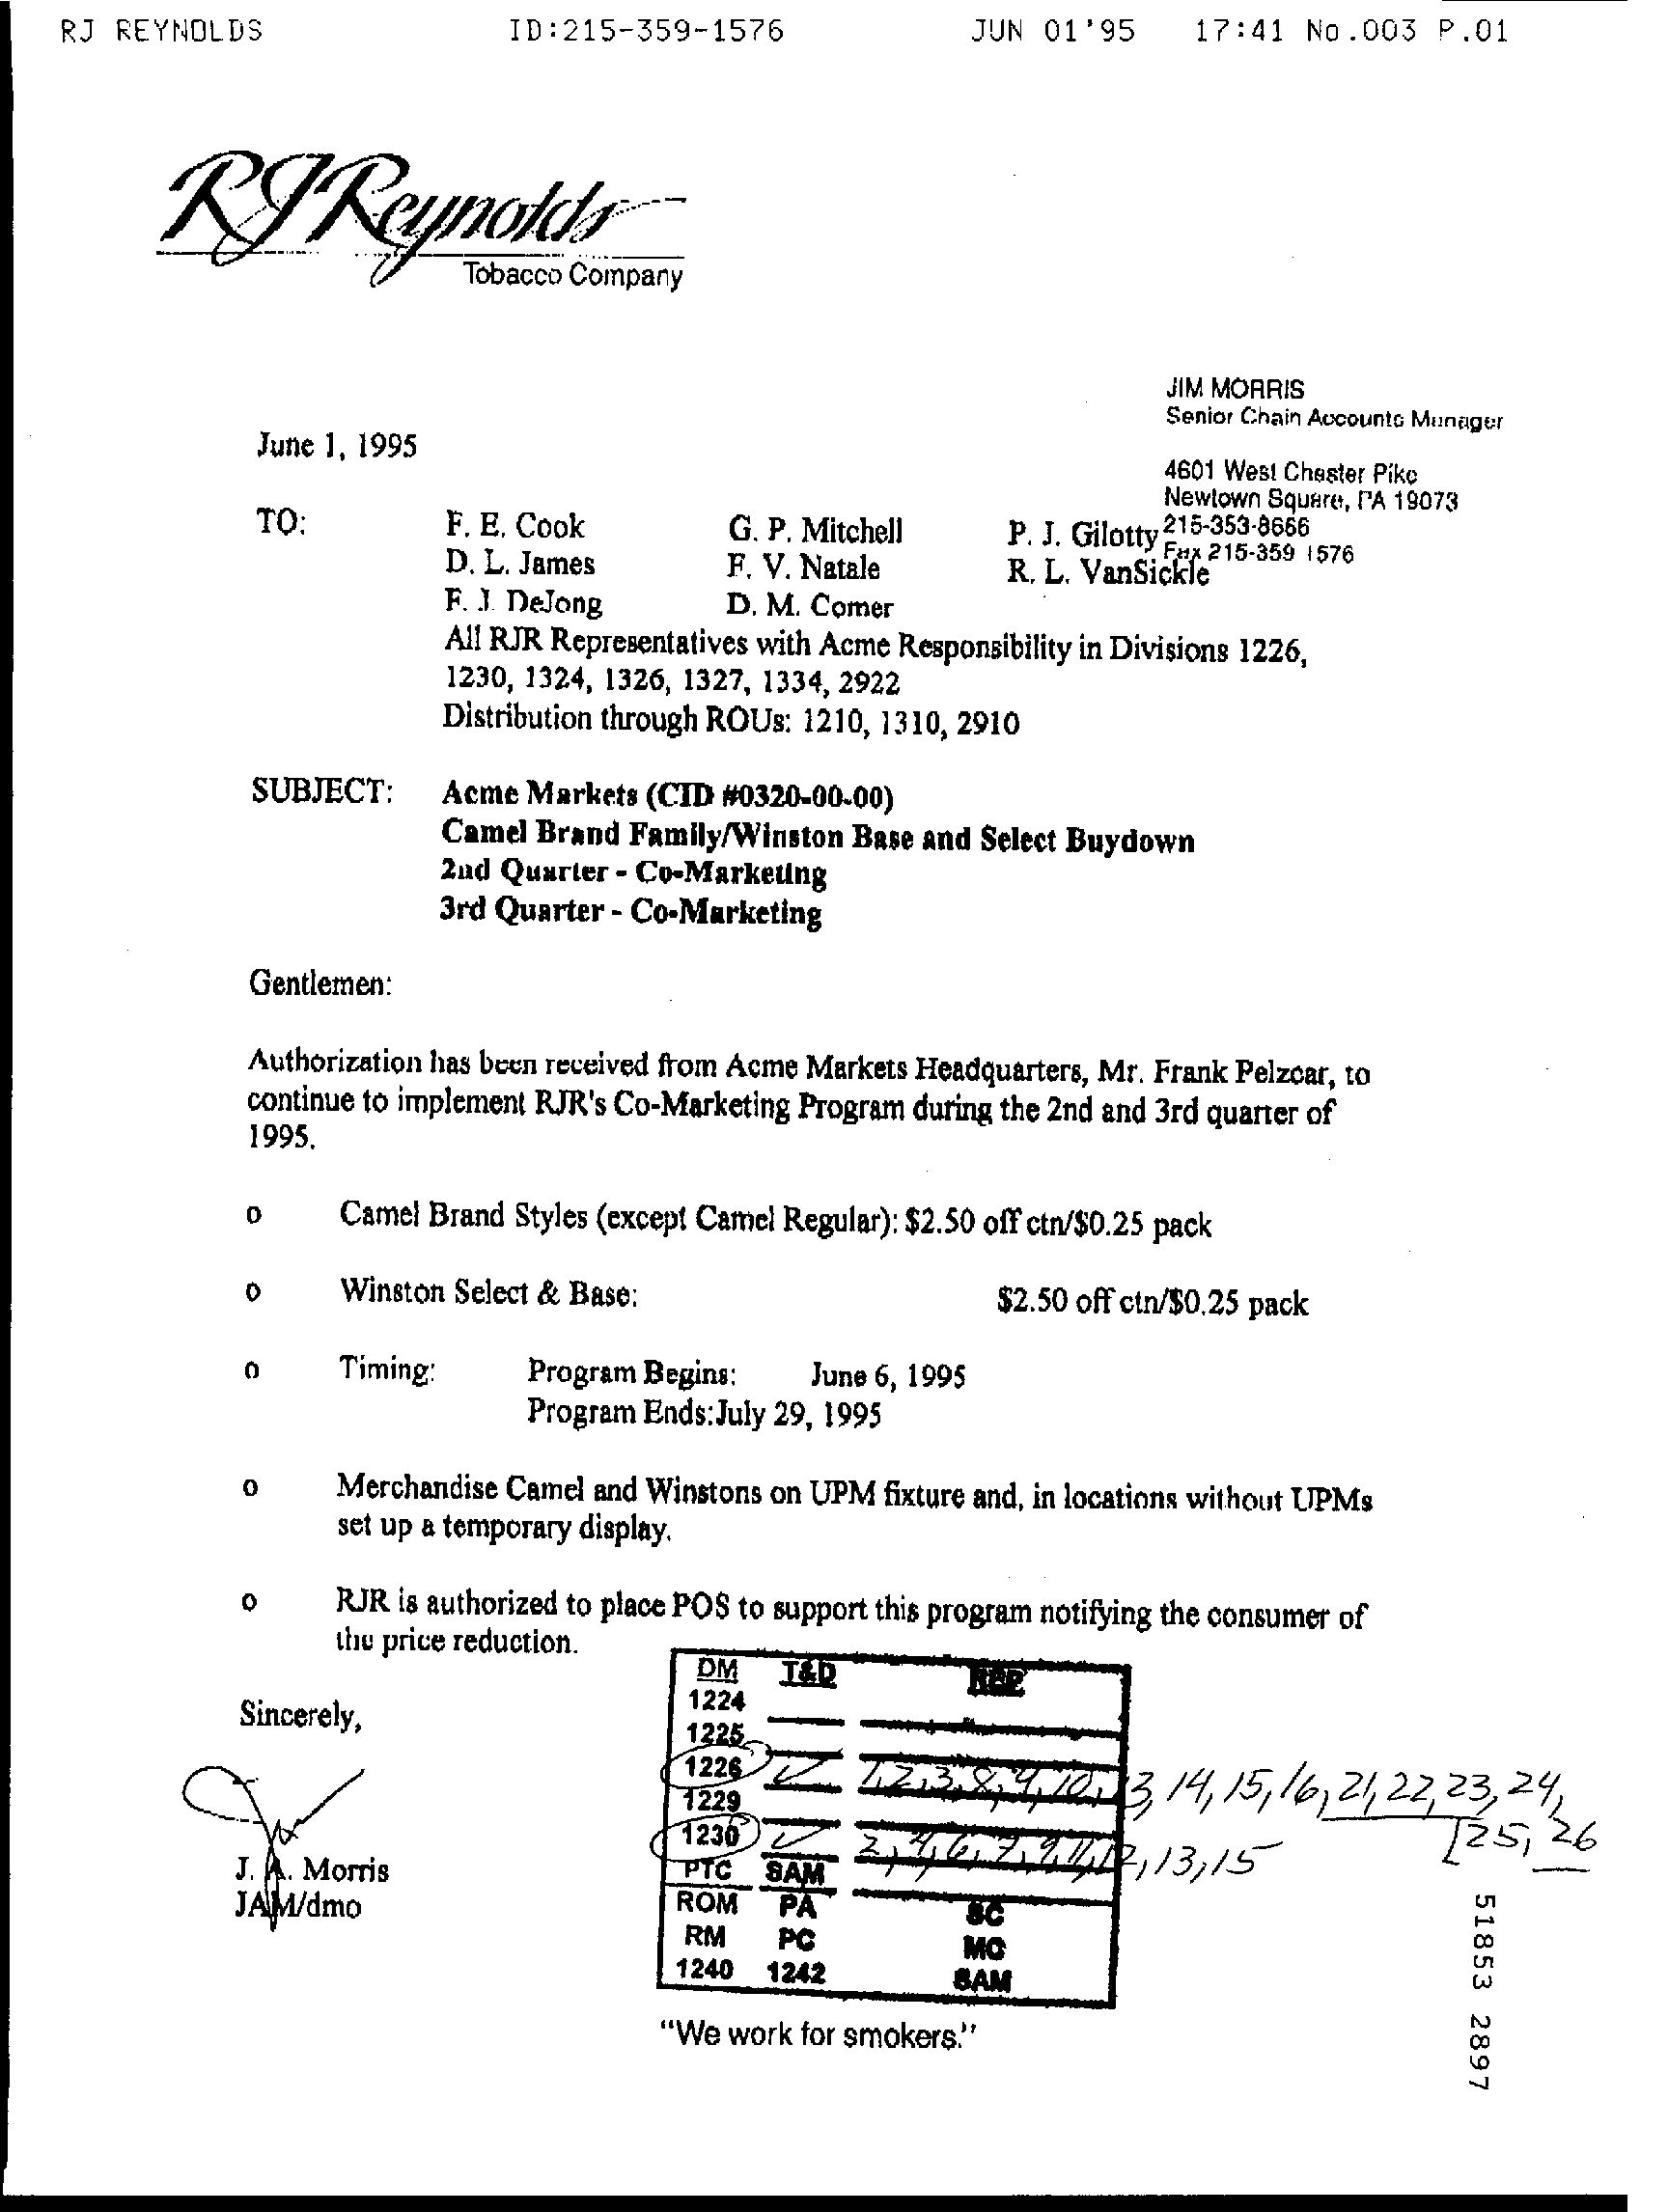 RJ REYNOLDS ID:215-359-1576 JUN 01'95 17:41 No.003 P.01
RJReynolds
Tobacco Company
JIM MORRIS
Senior Chain Accounts Manager
June 1, 1995
4601 West Chester Pike
Newtown Square, PA 19073
215-353-8666
Fax 215-359 1576
TO: F. E. Cook G. P. Mitchell P. J. Gilotty
D. L. James F. V. Natale R. L. VanSickle
F. J. DeJong D. M. Comer
All RJR Representatives with Acme Responsibility in Divisions 1226,
1230, 1324, 1326, 1327, 1334, 2922
Distribution through ROUs: 1210, 1310, 2910
SUBJECT: Acme Markets (CID #0320-00-00)
Camel Brand Family/Winston Base and Select Buydown
2nd Quarter - Co-Marketing
3rd Quarter - Co-Marketing
Gentlemen:
Authorization has been received from Acme Markets Headquarters, Mr. Frank Pelzcar, to
continue to implement RJR's Co-Marketing Program during the 2nd and 3rd quarter of
1995.
o Camel Brand Styles (except Camel Regular): $2.50 off ctn/$0.25 pack
o Winston Select & Base: $2.50 off ctn/$0.25 pack
o Timing: Program Begins: June 6, 1995
Program Ends:July 29, 1995
o Merchandise Camel and Winstons on UPM fixture and, in locations without UPMs
set up a temporary display.
o RJR is authorized to place POS to support this program notifying the consumer of
the price reduction.
DM T&D REP
1224
1225
1226 ✓ 1,2,3,8,9,10,13,14,15,16,21,22,23,24,
25, 26
1229
1230 ✓ 2,4,6,7,9,11,12,13,15
PTC SAM
ROM PA SC
RM PC MC
1240 1242 SAM
Sincerely,
J. A. Morris
JAM/dmo
"We work for smokers."
51853 2897